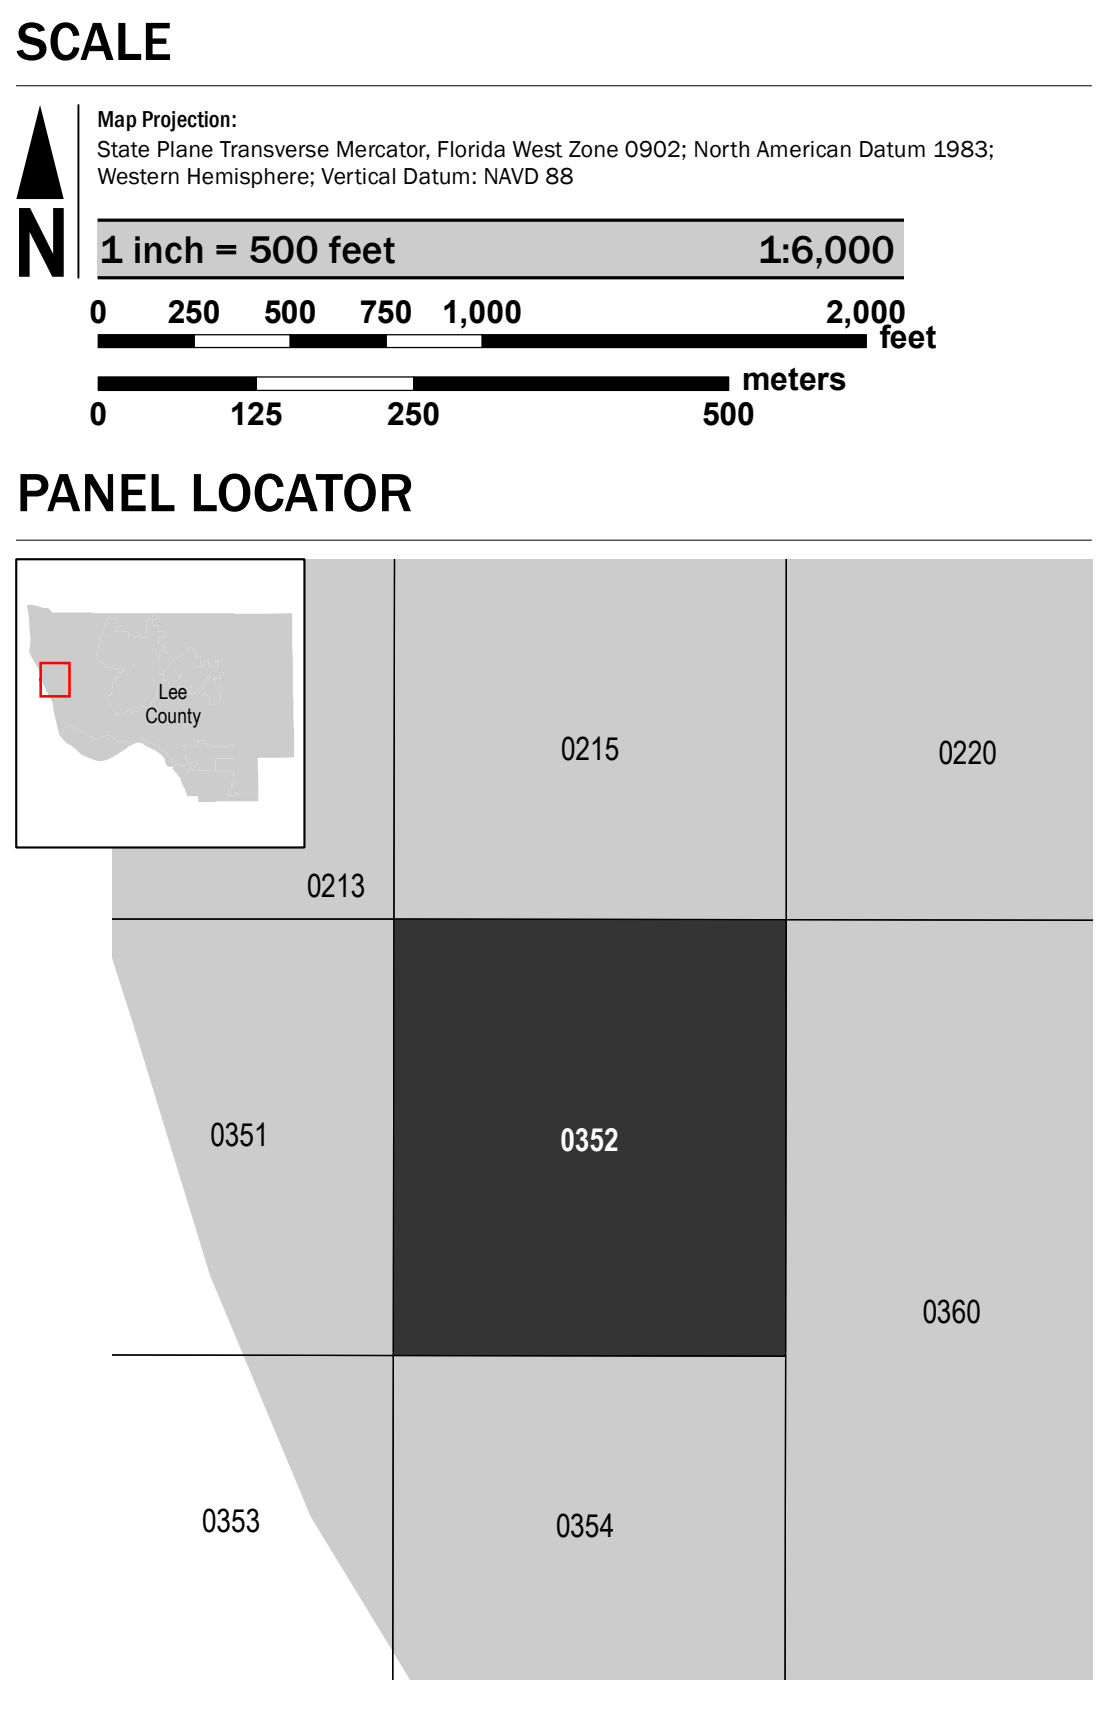 SCALE
Map Projection:
State Plane Transverse Mercator, Florida West Zone 0902; North American Datum 1983;
Western Hemisphere; Vertical Datum: NAVD 88
N
1 inch = 500 feet 1:6,000
0 250 500 750 1,000 2,000
feet
meters
0 125 250 500
PANEL LOCATOR
Lee
County
0215
0220
0213
0351
0352
0360
0353
0354